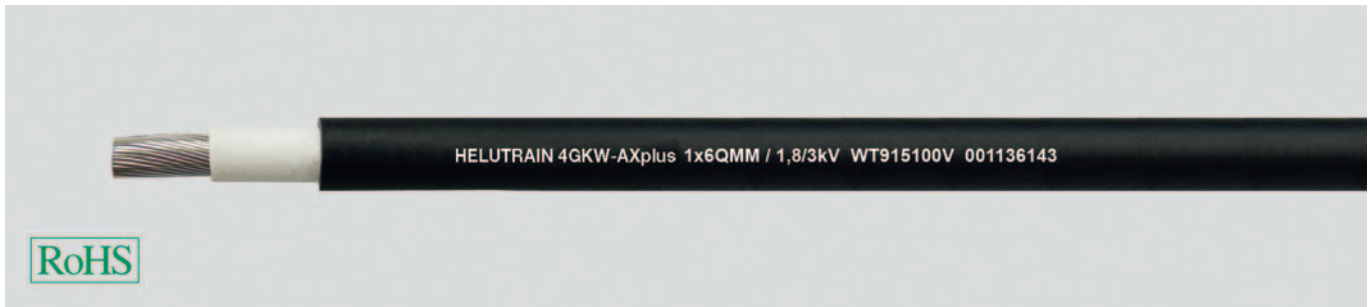 HELUTRAIN 4GKW-AXplus 1x6QMM / 1,8/3kV WT915100V 001136143
RoHS